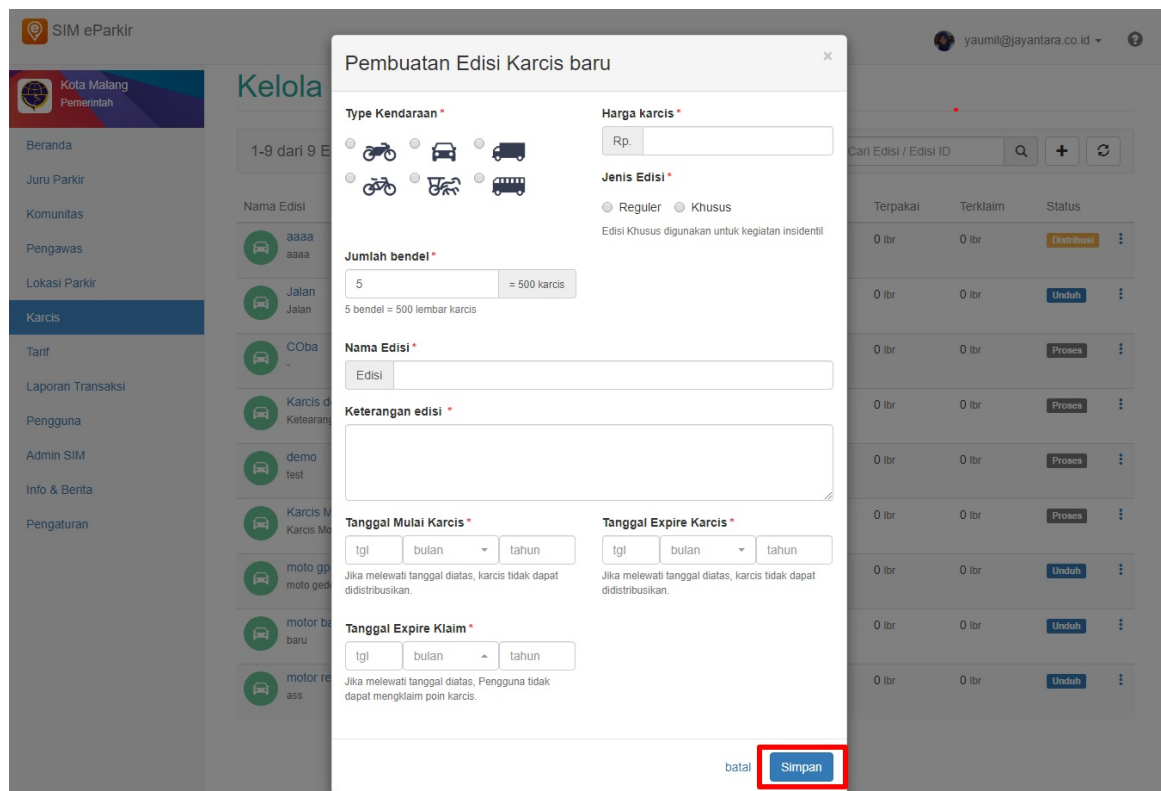 SIM eParkir
yaumil@jayantara.co.id
Kota Malang
Pemerintah
Beranda
Juru Parkir
Komunitas
Pengawas
Lokasi Parkir
Karcis
Tarif
Laporan Transaksi
Pengguna
Admin SIM
Info & Berita
Pengaturan
Kelola
1-9 dari 9 E
Cari Edisi / Edisi ID
Nama Edisi
Terpakai
Terklaim
Status
aaaa
aaaa
0 lbr
0 lbr
Distribusi
Jalan
Jalan
0 lbr
0 lbr
Unduh
COba
-
0 lbr
0 lbr
Proses
Karcis d
Ketearang
0 lbr
0 lbr
Proses
demo
test
0 lbr
0 lbr
Proses
Karcis M
Karcis Mo
0 lbr
0 lbr
Proses
moto gp
moto gede
0 lbr
0 lbr
Unduh
motor ba
baru
0 lbr
0 lbr
Unduh
motor re
ass
0 lbr
0 lbr
Unduh
Pembuatan Edisi Karcis baru
×
Type Kendaraan *
Harga karcis *
Rp.
Jenis Edisi *
Reguler
Khusus
Edisi Khusus digunakan untuk kegiatan insidentil
Jumlah bendel *
5
= 500 karcis
5 bendel = 500 lembar karcis
Nama Edisi *
Edisi
Keterangan edisi *
Tanggal Mulai Karcis *
tgl
bulan
tahun
Jika melewati tanggal diatas, karcis tidak dapat
didistribusikan.
Tanggal Expire Karcis *
tgl
bulan
tahun
Jika melewati tanggal diatas, karcis tidak dapat
didistribusikan.
Tanggal Expire Klaim *
tgl
bulan
tahun
Jika melewati tanggal diatas, Pengguna tidak
dapat mengklaim poin karcis.
batal
Simpan